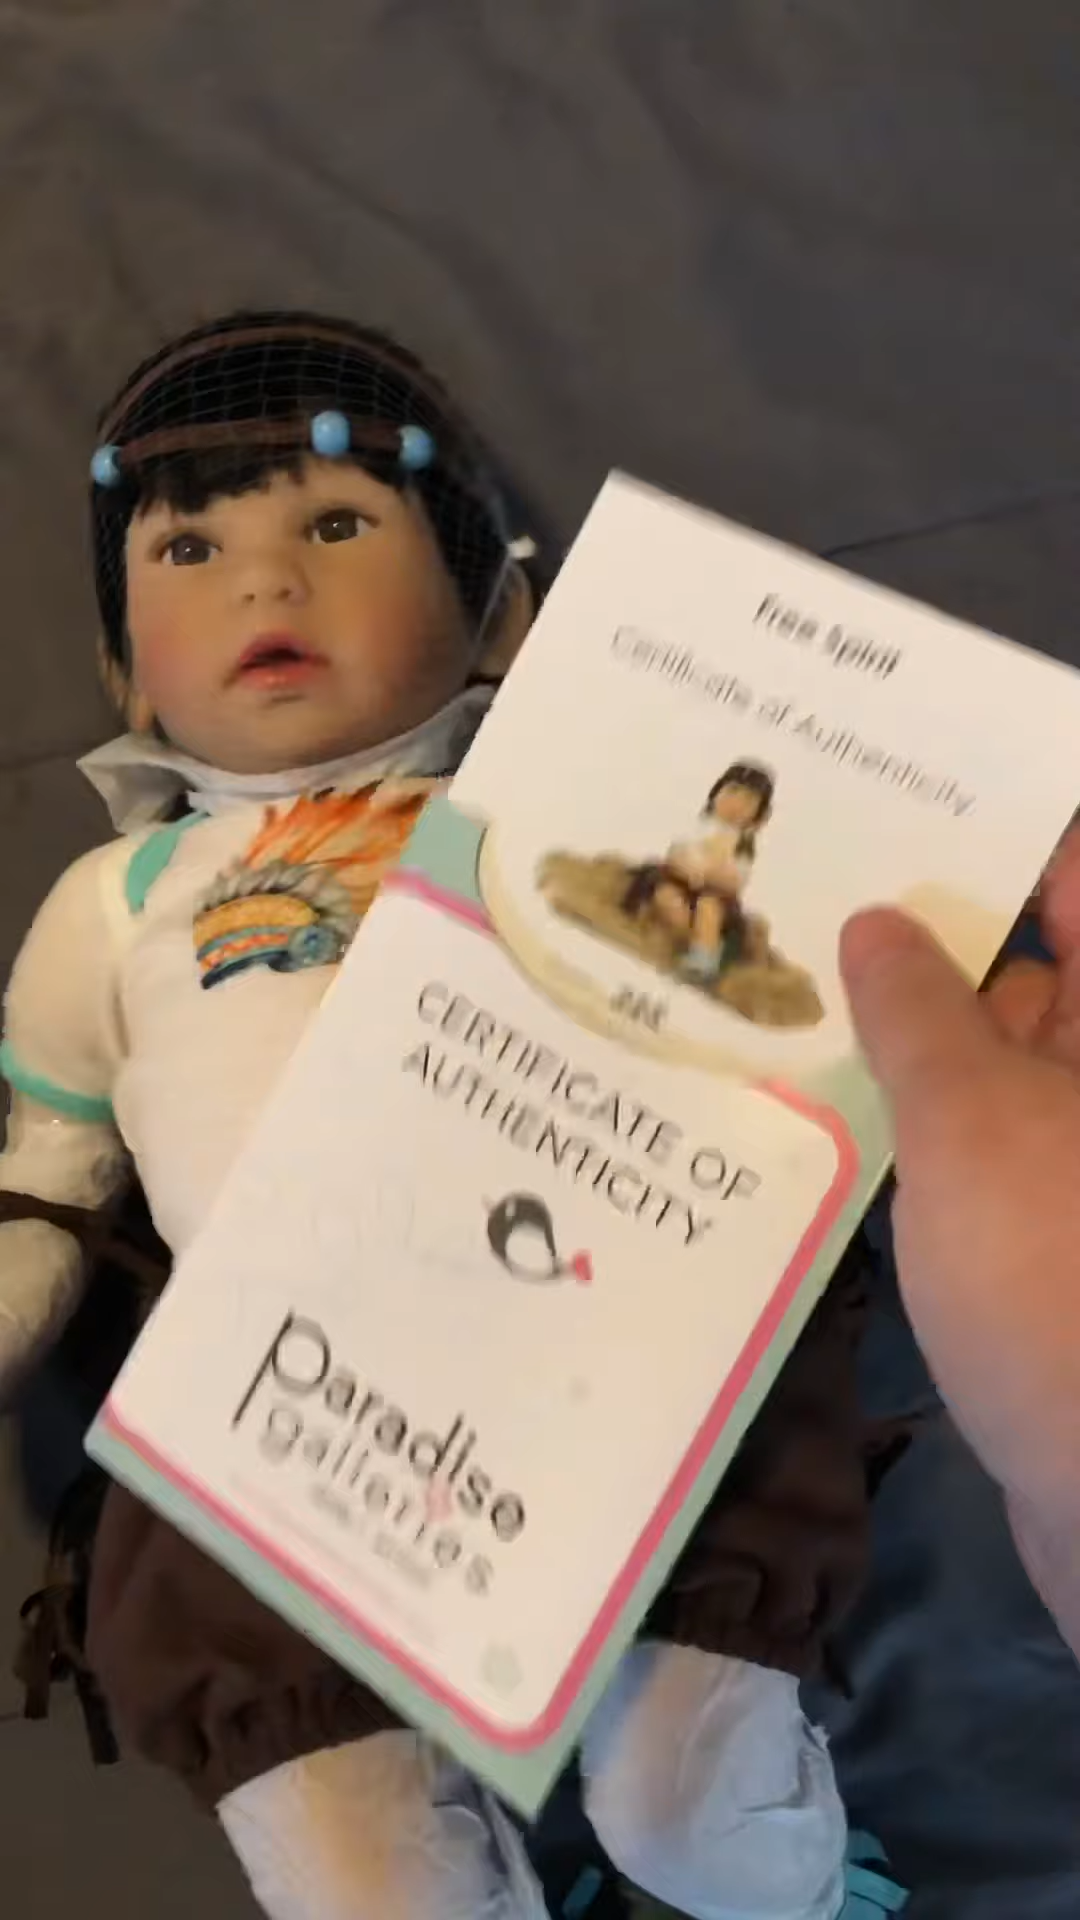 Free Spirit
Certificate of Authenticity
CERTIFICATE OF
AUTHENTICITY
Paradise
galleries